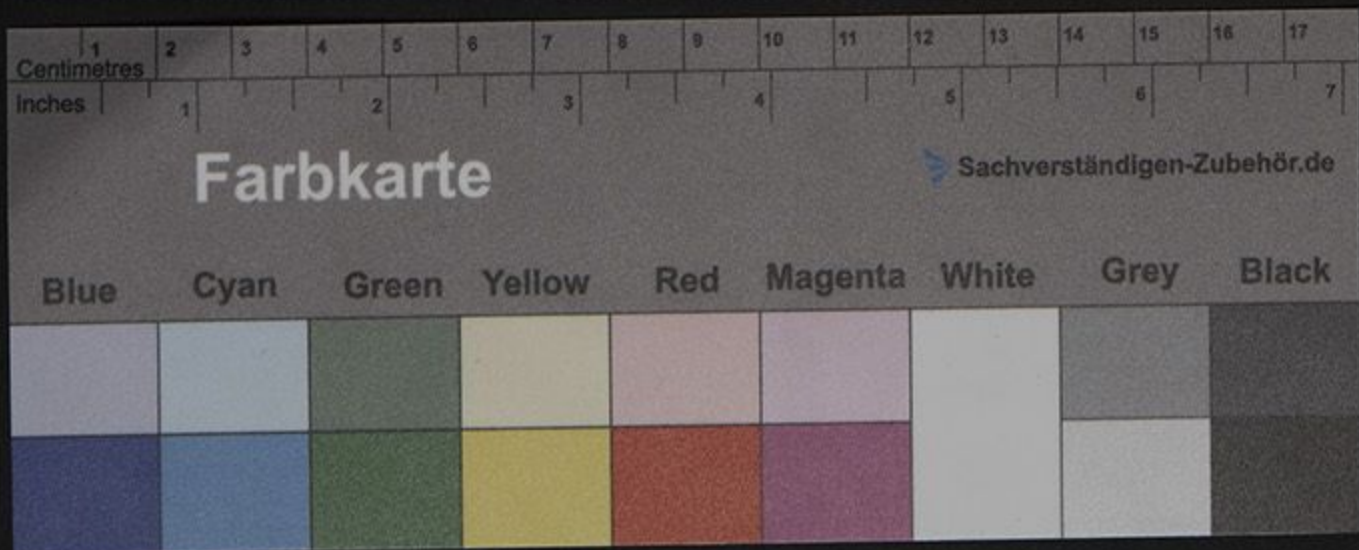 1 2 3 4 5 6 7 8 9 10 11 12 13 14 15 16 17
Centimetres
inches 1 2 3 4 5 6 7
Farbkarte
Sachverständigen-Zubehör.de
Blue Cyan Green Yellow Red Magenta White Grey Black